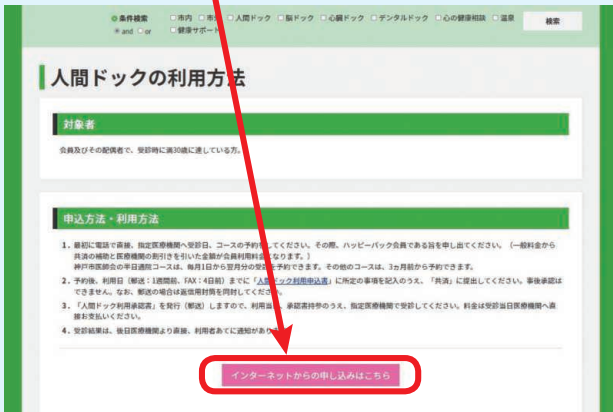 条件検索 □市内 □市外 □人間ドック □脳ドック □心臓ドック □デンタルドック □心の健康相談 □温泉 検索
and or □健康サポート
人間ドックの利用方法
対象者
会員及びその配偶者で、受診時に満30歳に達している方。
申込方法・利用方法
1. 最初に電話で直接、指定医療機関へ受診日、コースの予約をしてください。その際、ハッピーパック会員である旨を申し出てください。（一般料金から
共済の補助と医療機関の割引きを引いた金額が会員利用料金となります。）
神戸市医師会の半日通院コースは、毎月1日から翌月分の受診を予約できます。その他のコースは、3ヵ月前から予約できます。
2. 予約後、利用日（郵送：1週間前、FAX：4日前）までに「人間ドック利用申込書」に所定の事項を記入のうえ、「共済」に提出してください。事後承認は
できません。なお、郵送の場合は返信用封筒を同封してください。
3. 「人間ドック利用承認書」を発行（郵送）しますので、利用当日、承認書持参のうえ、指定医療機関で受診してください。料金は受診当日医療機関へ直
接お支払いください。
4. 受診結果は、後日医療機関より直接、利用者あてに通知があり
インターネットからの申し込みはこちら